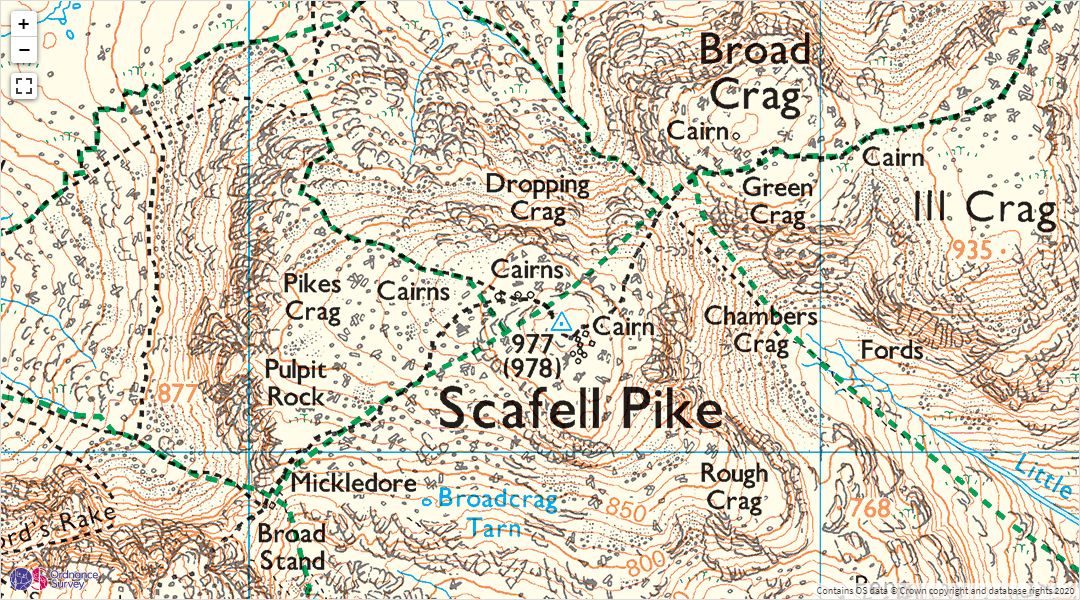 +
−
Broad
Crag
Cairn
Cairn
Dropping
Crag
Green
Crag
Ill Crag
935
Cairns
Pikes
Crag
Cairns
Cairn
Chambers
Crag
977
(978)
Fords
Pulpit
Rock
877
Scafell Pike
Mickledore
Broadcrag
Tarn
Rough
Crag
Little
850
768
ord's Rake
Broad
Stand
800
Ordnance
Survey
Contains OS data © Crown copyright and database rights 2020